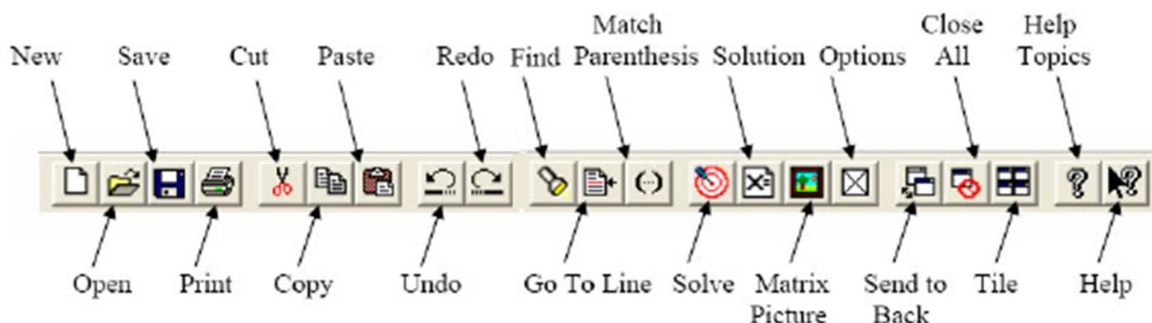 Match Close Help
New Save Cut Paste Redo Find Parenthesis Solution Options All Topics
Open Print Copy Undo Go To Line Solve Matrix Send to Tile Help
Picture Back